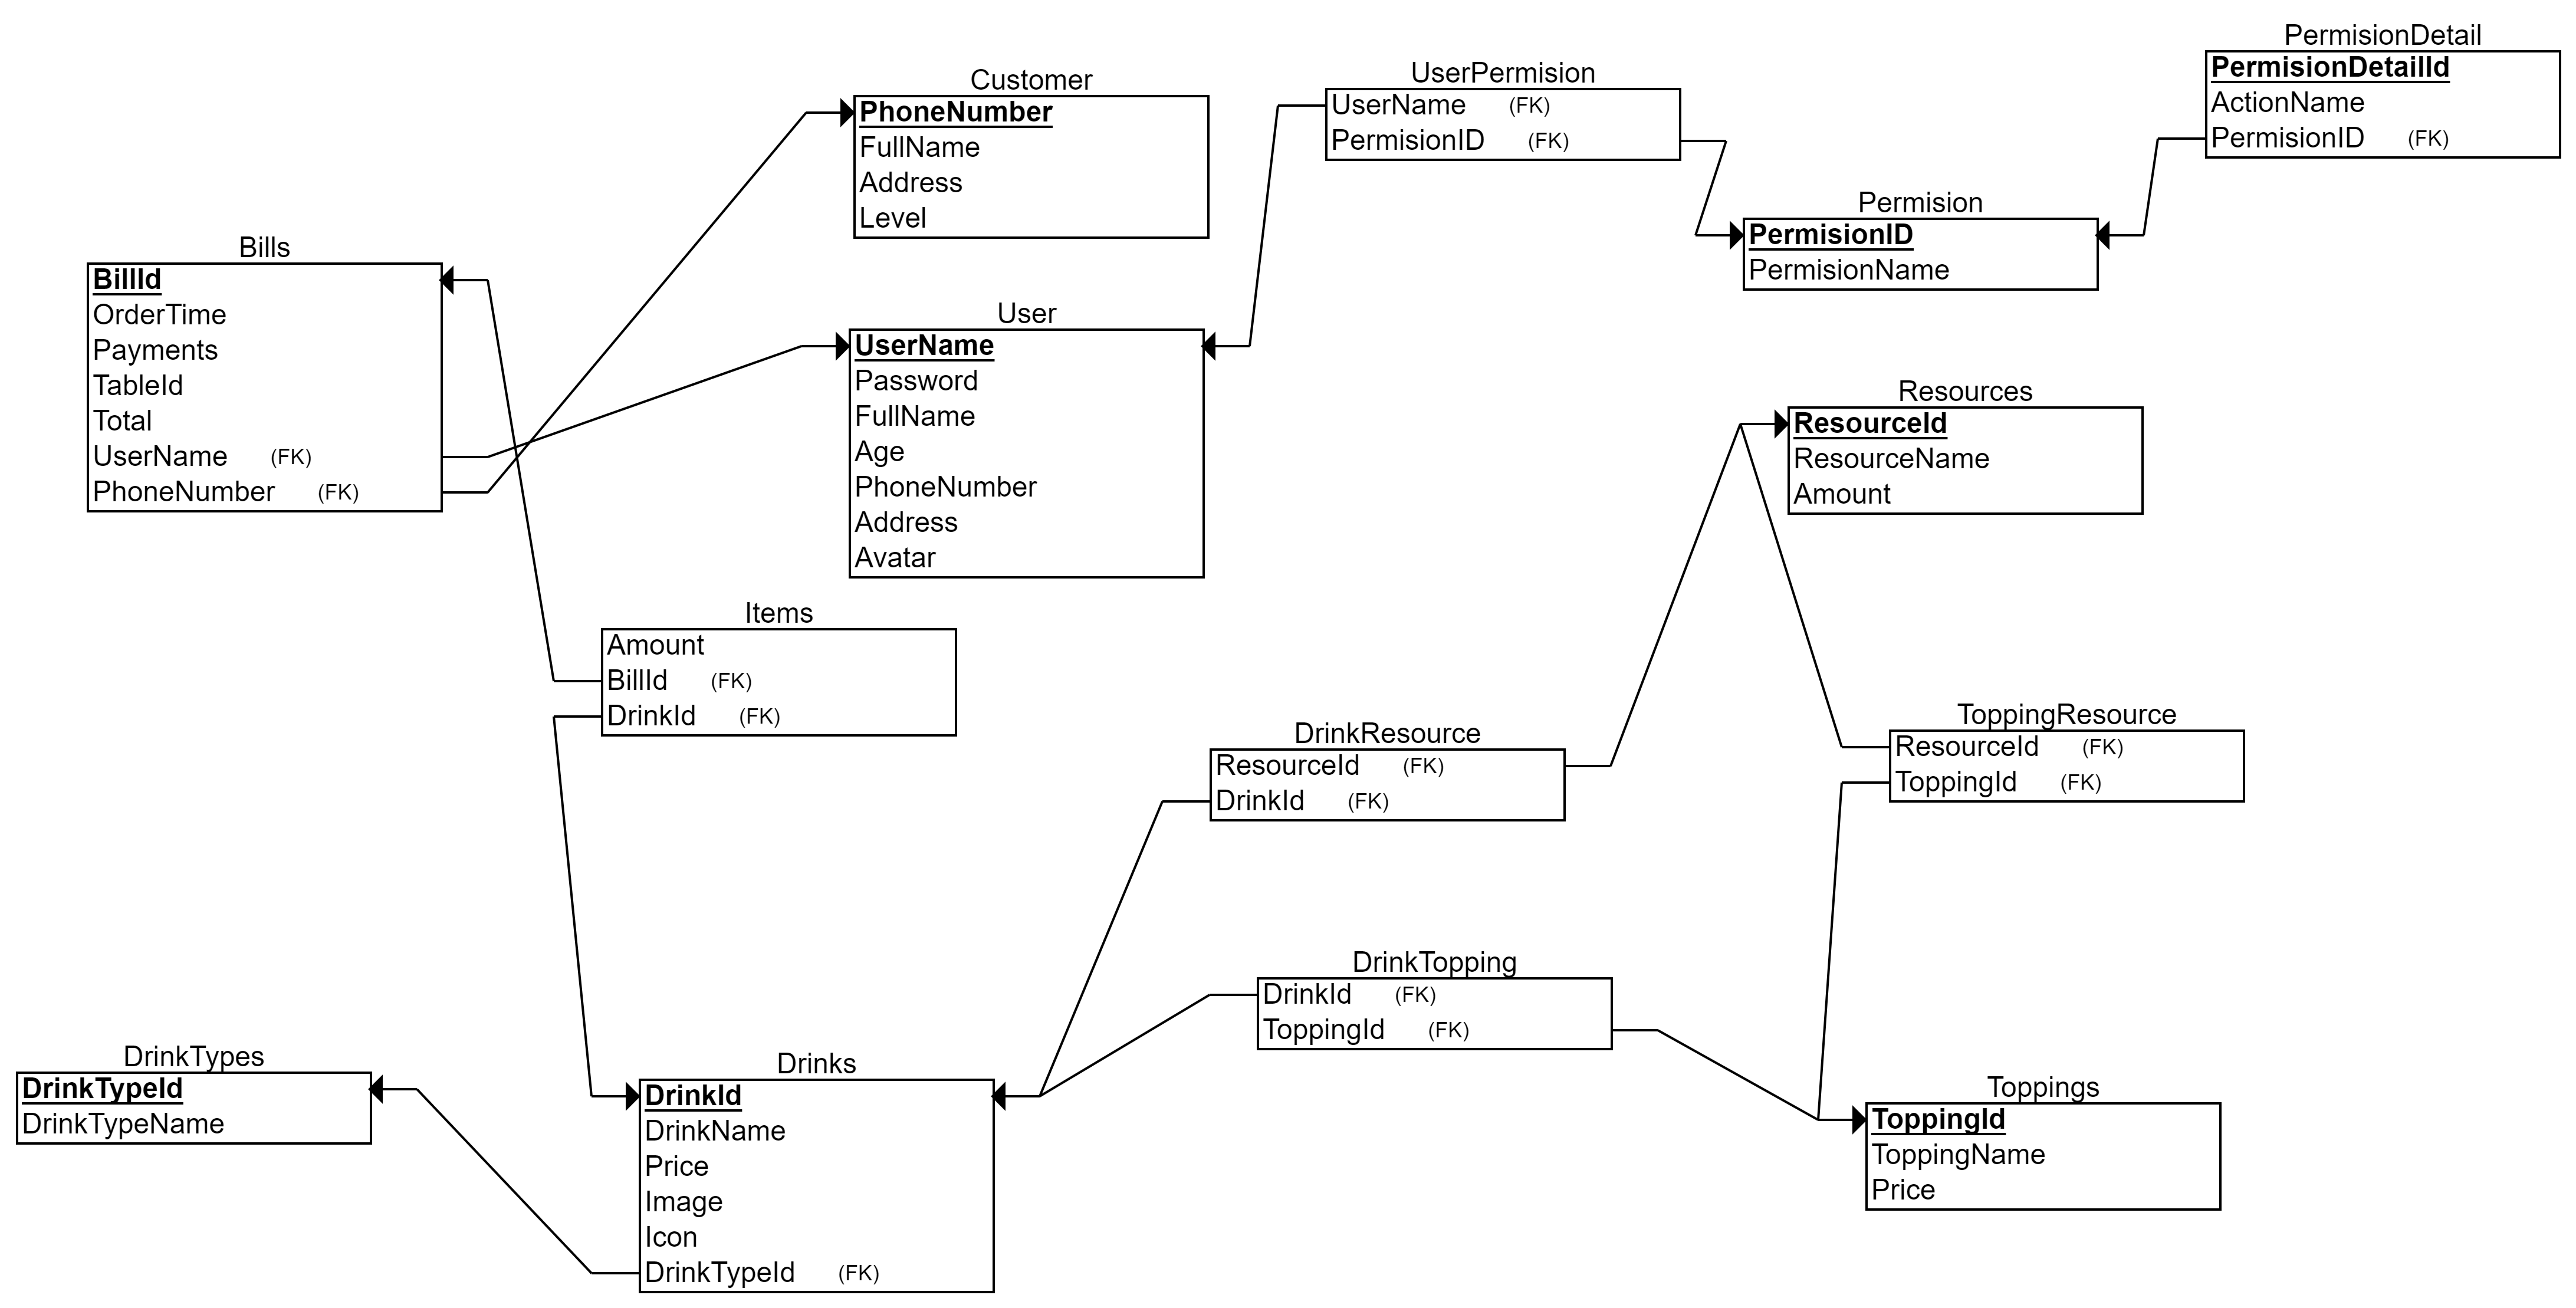 PermisionDetail
PermisionDetailId
ActionName
PermisionID (FK)
UserPermision
UserName (FK)
PermisionID (FK)
Customer
PhoneNumber
FullName
Address
Level
Permision
PermisionID
PermisionName
Bills
BillId
OrderTime
Payments
TableId
Total
UserName (FK)
PhoneNumber (FK)
User
UserName
Password
FullName
Age
PhoneNumber
Address
Avatar
Resources
ResourceId
ResourceName
Amount
Items
Amount
BillId (FK)
DrinkId (FK)
DrinkResource
ResourceId (FK)
DrinkId (FK)
ToppingResource
ResourceId (FK)
ToppingId (FK)
DrinkTopping
DrinkId (FK)
ToppingId (FK)
DrinkTypes
DrinkTypeId
DrinkTypeName
Drinks
DrinkId
DrinkName
Price
Image
Icon
DrinkTypeId (FK)
Toppings
ToppingId
ToppingName
Price